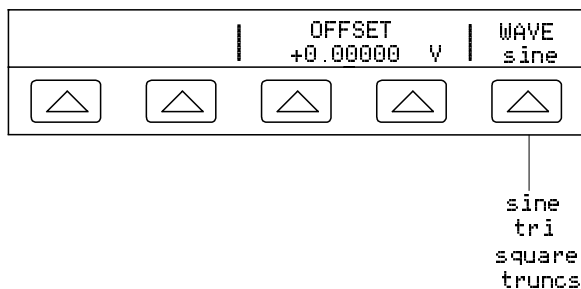 OFFSET
+0.00000 V
WAVE
sine
sine
tri
square
truncs